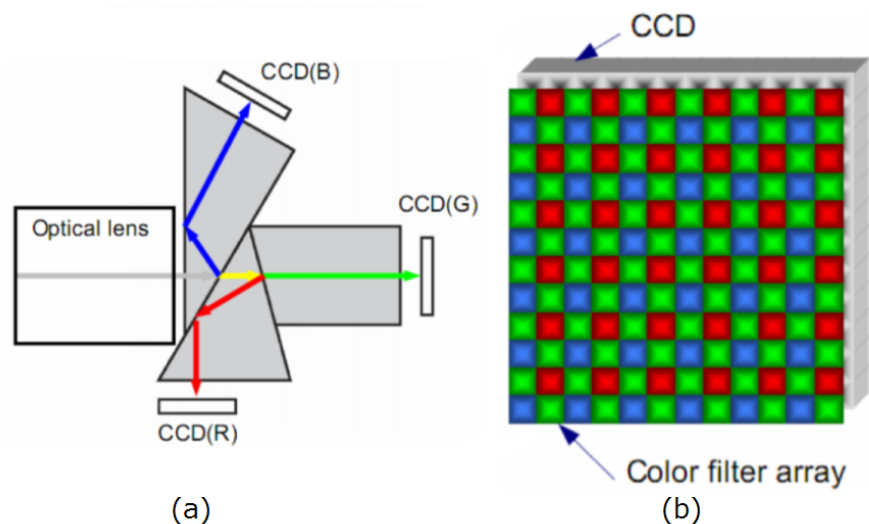 CCD(B)
CCD(G)
Optical lens
CCD(R)
(a)
CCD
Color filter array
(b)